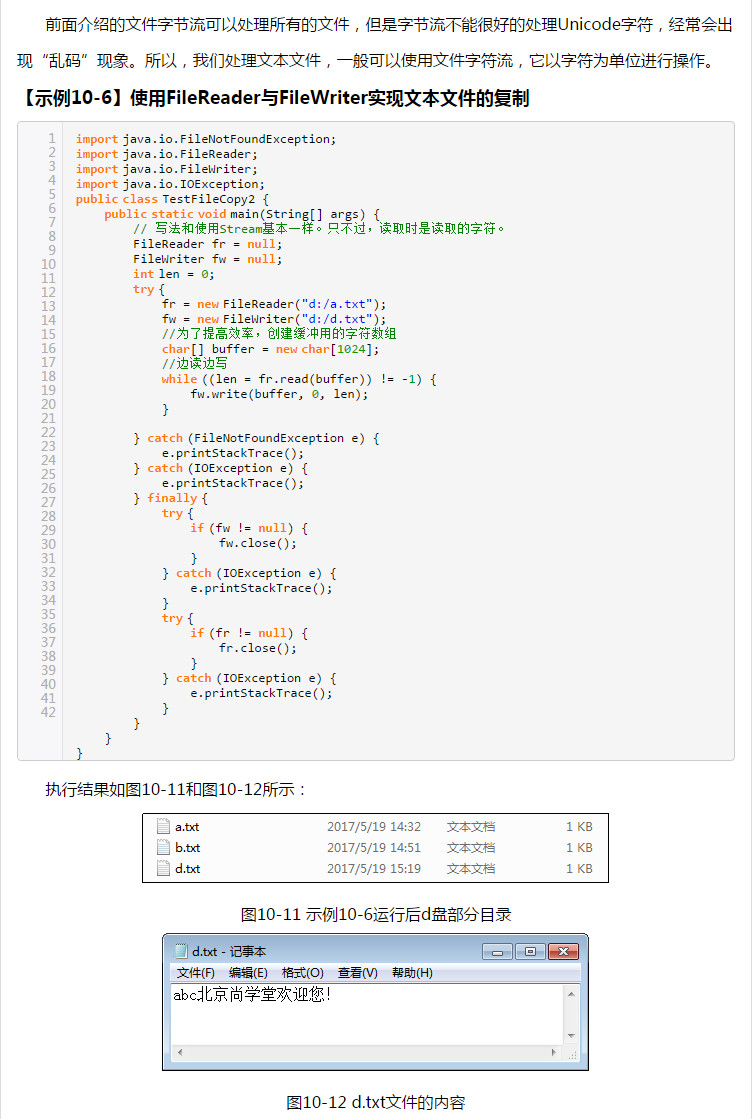 前面介绍的文件字节流可以处理所有的文件，但是字节流不能很好的处理Unicode字符，经常会出
现“乱码”现象。所以，我们处理文本文件，一般可以使用文件字符流，它以字符为单位进行操作。
【示例10-6】使用FileReader与FileWriter实现文本文件的复制
1
2
3
4
5
6
7
8
9
10
11
12
13
14
15
16
17
18
19
20
21
22
23
24
25
26
27
28
29
30
31
32
33
34
35
36
37
38
39
40
41
42
import java.io.FileNotFoundException;
import java.io.FileReader;
import java.io.FileWriter;
import java.io.IOException;
public class TestFileCopy2 {
    public static void main(String[] args) {
        // 写法和使用Stream基本一样。只不过，读取时是读取的字符。
        FileReader fr = null;
        FileWriter fw = null;
        int len = 0;
        try {
            fr = new FileReader("d:/a.txt");
            fw = new FileWriter("d:/d.txt");
            //为了提高效率，创建缓冲用的字符数组
            char[] buffer = new char[1024];
            //边读边写
            while ((len = fr.read(buffer)) != -1) {
                fw.write(buffer, 0, len);
            }

        } catch (FileNotFoundException e) {
            e.printStackTrace();
        } catch (IOException e) {
            e.printStackTrace();
        } finally {
            try {
                if (fw != null) {
                    fw.close();
                }
            } catch (IOException e) {
                e.printStackTrace();
            }
            try {
                if (fr != null) {
                    fr.close();
                }
            } catch (IOException e) {
                e.printStackTrace();
            }
        }
    }
}
执行结果如图10-11和图10-12所示：
a.txt 2017/5/19 14:32 文本文档 1 KB
b.txt 2017/5/19 14:51 文本文档 1 KB
d.txt 2017/5/19 15:19 文本文档 1 KB
图10-11 示例10-6运行后d盘部分目录
d.txt - 记事本
文件(F) 编辑(E) 格式(O) 查看(V) 帮助(H)
abc北京尚学堂欢迎您!
图10-12 d.txt文件的内容